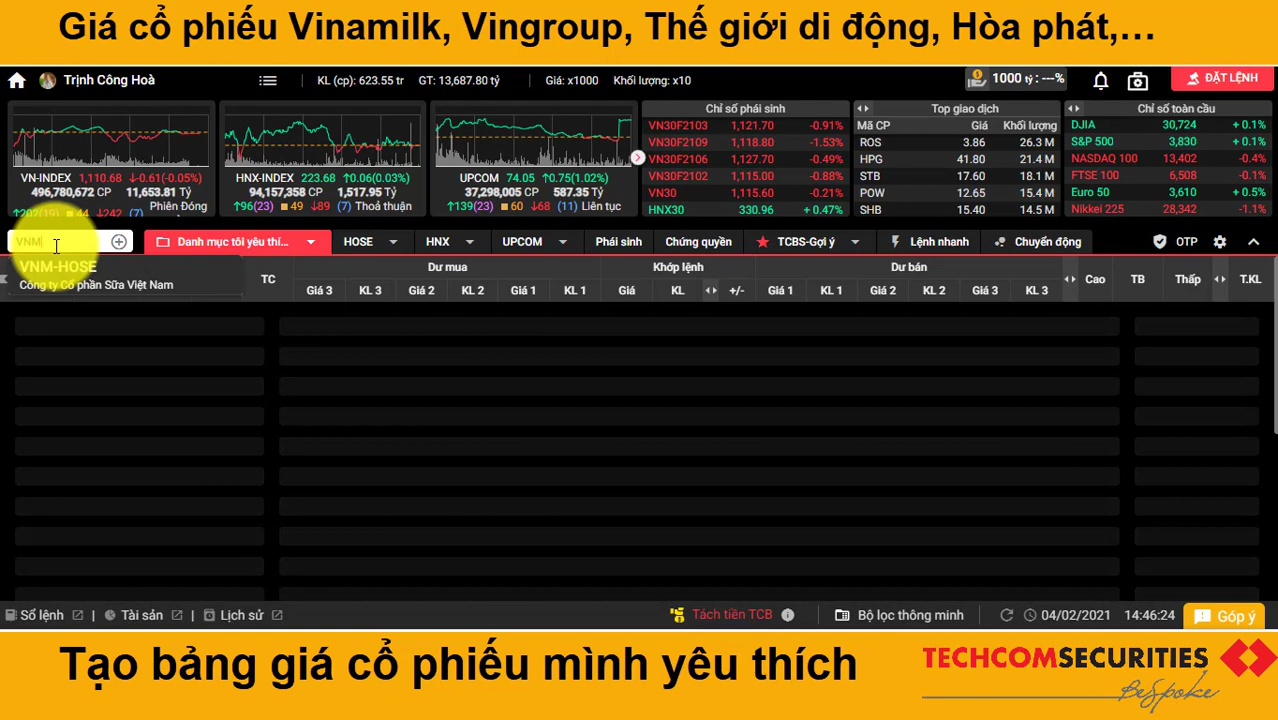 Giá cổ phiếu Vinamilk, Vingroup, Thế giới di động, Hòa phát,…
Trịnh Công Hoà KL (cp): 623.55 tr GT: 13,687.80 tỷ Giá: x1000 Khối lượng: x10 1000 tỷ : ---% ĐẶT LỆNH
VN-INDEX 1,110.68 ↓-0.61(-0.05%)
496,780,672 CP 11,653.81 Tỷ
↑202(19) 44 ↓242 (7) Phiên Đóng
HNX-INDEX 223.68 ↑0.06(0.03%)
94,157,358 CP 1,517.95 Tỷ
↑96(23) 49 ↓89 (7) Thoả thuận
UPCOM 74.05 ↑0.75(1.02%)
37,298,005 CP 587.35 Tỷ
↑139(23) 60 ↓68 (11) Liên tục
Chỉ số phái sinh
VN30F2103 1,121.70 -0.91%
VN30F2109 1,118.80 -1.53%
VN30F2106 1,127.70 -0.49%
VN30F2102 1,115.00 -0.88%
VN30 1,115.60 -0.21%
HNX30 330.96 + 0.47%
Top giao dịch
Mã CP Giá Khối lượng
ROS 3.86 26.3 M
HPG 41.80 21.4 M
STB 17.60 18.1 M
POW 12.65 15.4 M
SHB 15.40 14.5 M
Chỉ số toàn cầu
DJIA 30,724 + 0.1%
S&P 500 3,830 + 0.1%
NASDAQ 100 13,402 -0.4%
FTSE 100 6,508 -0.1%
Euro 50 3,610 + 0.5%
Nikkei 225 28,342 -1.1%
VNM Danh mục tôi yêu thí... HOSE HNX UPCOM Phái sinh Chứng quyền TCBS-Gợi ý Lệnh nhanh Chuyển động OTP
VNM-HOSE
Công ty Cổ phần Sữa Việt Nam
TC Dư mua Khớp lệnh Dư bán Cao TB Thấp T.KL
Giá 3 KL 3 Giá 2 KL 2 Giá 1 KL 1 Giá KL +/- Giá 1 KL 1 Giá 2 KL 2 Giá 3 KL 3
Sổ lệnh | Tài sản | Lịch sử Tách tiền TCB Bộ lọc thông minh 04/02/2021 14:46:24 Góp ý
Tạo bảng giá cổ phiếu mình yêu thích
TECHCOMSECURITIES
Bespoke